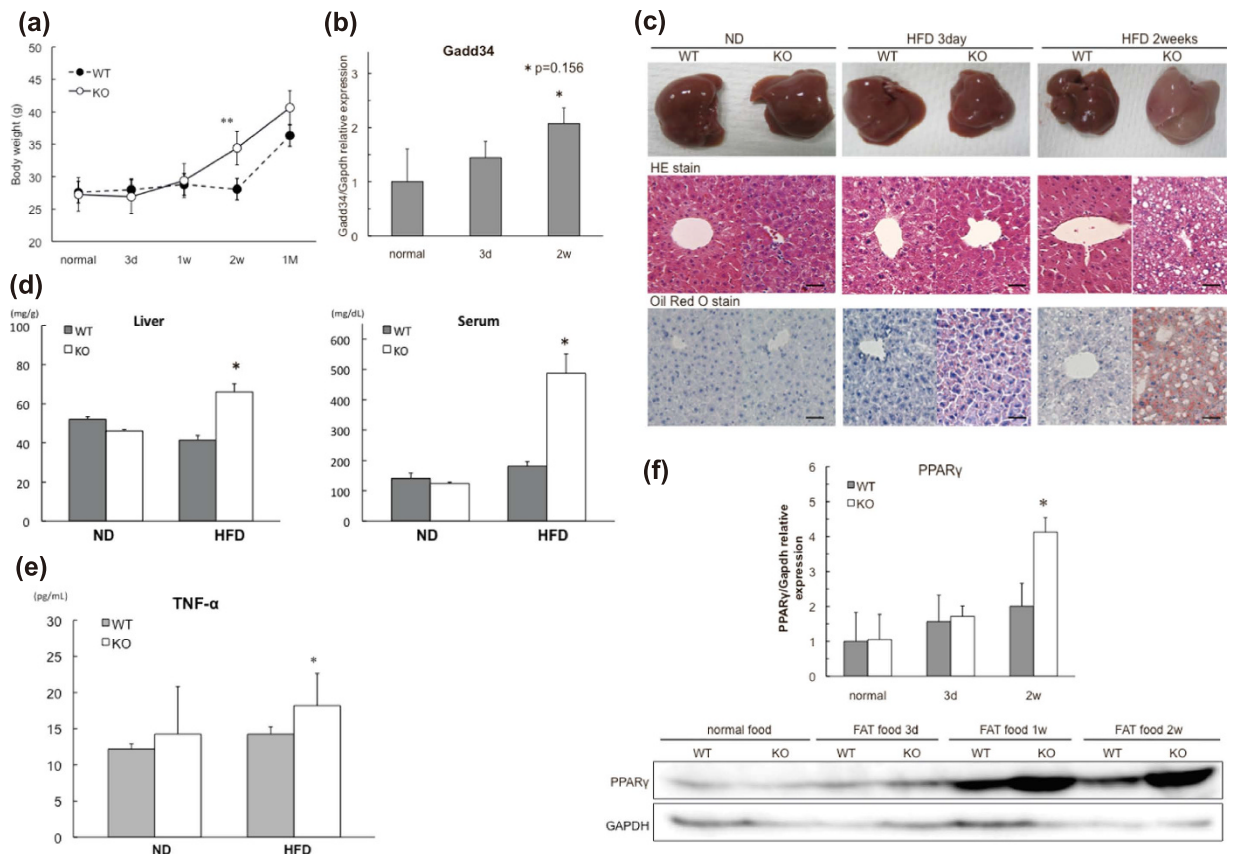 (a)
Body weight (g)
50
45
40
35
30
25
20
WT
KO
**
normal 3d 1w 2w 1M
(b)
Gadd34
Gadd34/Gapdh relative expression
3
2
1
0
* p=0.156
*
normal 3d 2w
(c)
ND HFD 3day HFD 2weeks
WT KO WT KO WT KO
HE stain
Oil Red O stain
(d)
(mg/g)
Liver
100
80
60
40
20
0
WT
KO
*
ND HFD
(mg/dL)
Serum
600
500
400
300
200
100
0
WT
KO
*
ND HFD
(e)
(pg/mL)
TNF-α
30
25
20
15
10
5
0
WT
KO
*
ND HFD
(f)
PPARγ
PPARγ/Gapdh relative
expression
6
5
4
3
2
1
0
WT
KO
*
normal 3d 2w
normal food FAT food 3d FAT food 1w FAT food 2w
WT KO WT KO WT KO WT KO
PPARγ
GAPDH